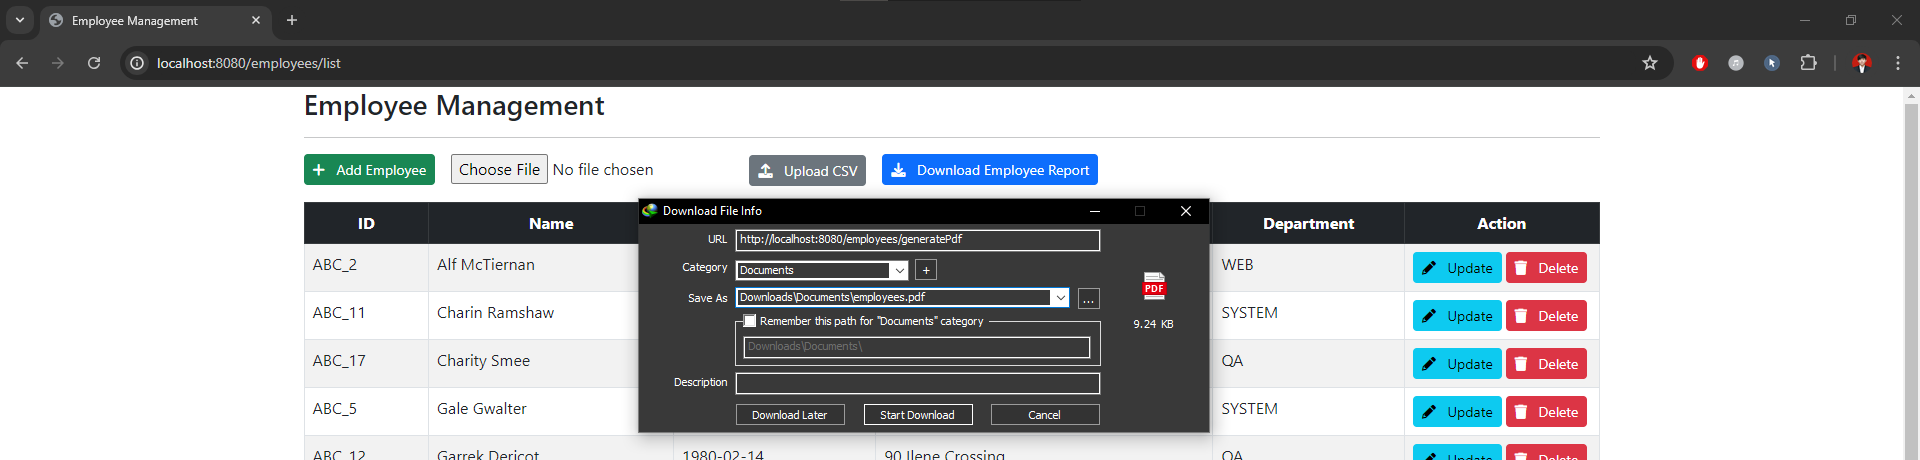 Employee Management
localhost:8080/employees/list
Employee Management
Add Employee
Choose File No file chosen
Upload CSV
Download Employee Report
ID Name Department Action
ABC_2 Alf McTiernan WEB Update Delete
ABC_11 Charin Ramshaw SYSTEM Update Delete
ABC_17 Charity Smee QA Update Delete
ABC_5 Gale Gwalter SYSTEM Update Delete
ABC_12 Garrek Dericot 1980-02-14 90 Ilene Crossing QA Update Delete
Download File Info
URL http://localhost:8080/employees/generatePdf
Category Documents +
Save As Downloads\Documents\employees.pdf ...
Remember this path for "Documents" category
Downloads\Documents\
Description
Download Later Start Download Cancel
PDF
9.24 KB